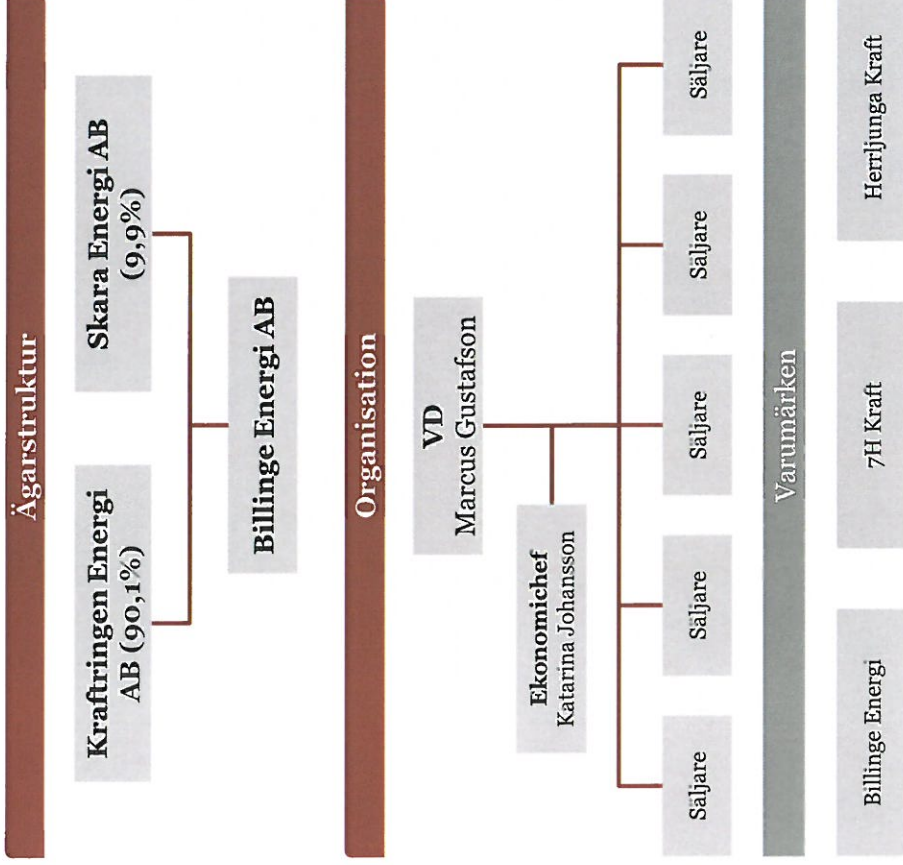 Ägarstruktur
Kraftringen Energi
AB (90,1%)
Skara Energi AB
(9,9%)
Billinge Energi AB
Organisation
VD
Marcus Gustafson
Ekonomichef
Katarina Johansson
Säljare
Säljare
Säljare
Säljare
Säljare
Varumärken
Billinge Energi
7H Kraft
Herrljunga Kraft